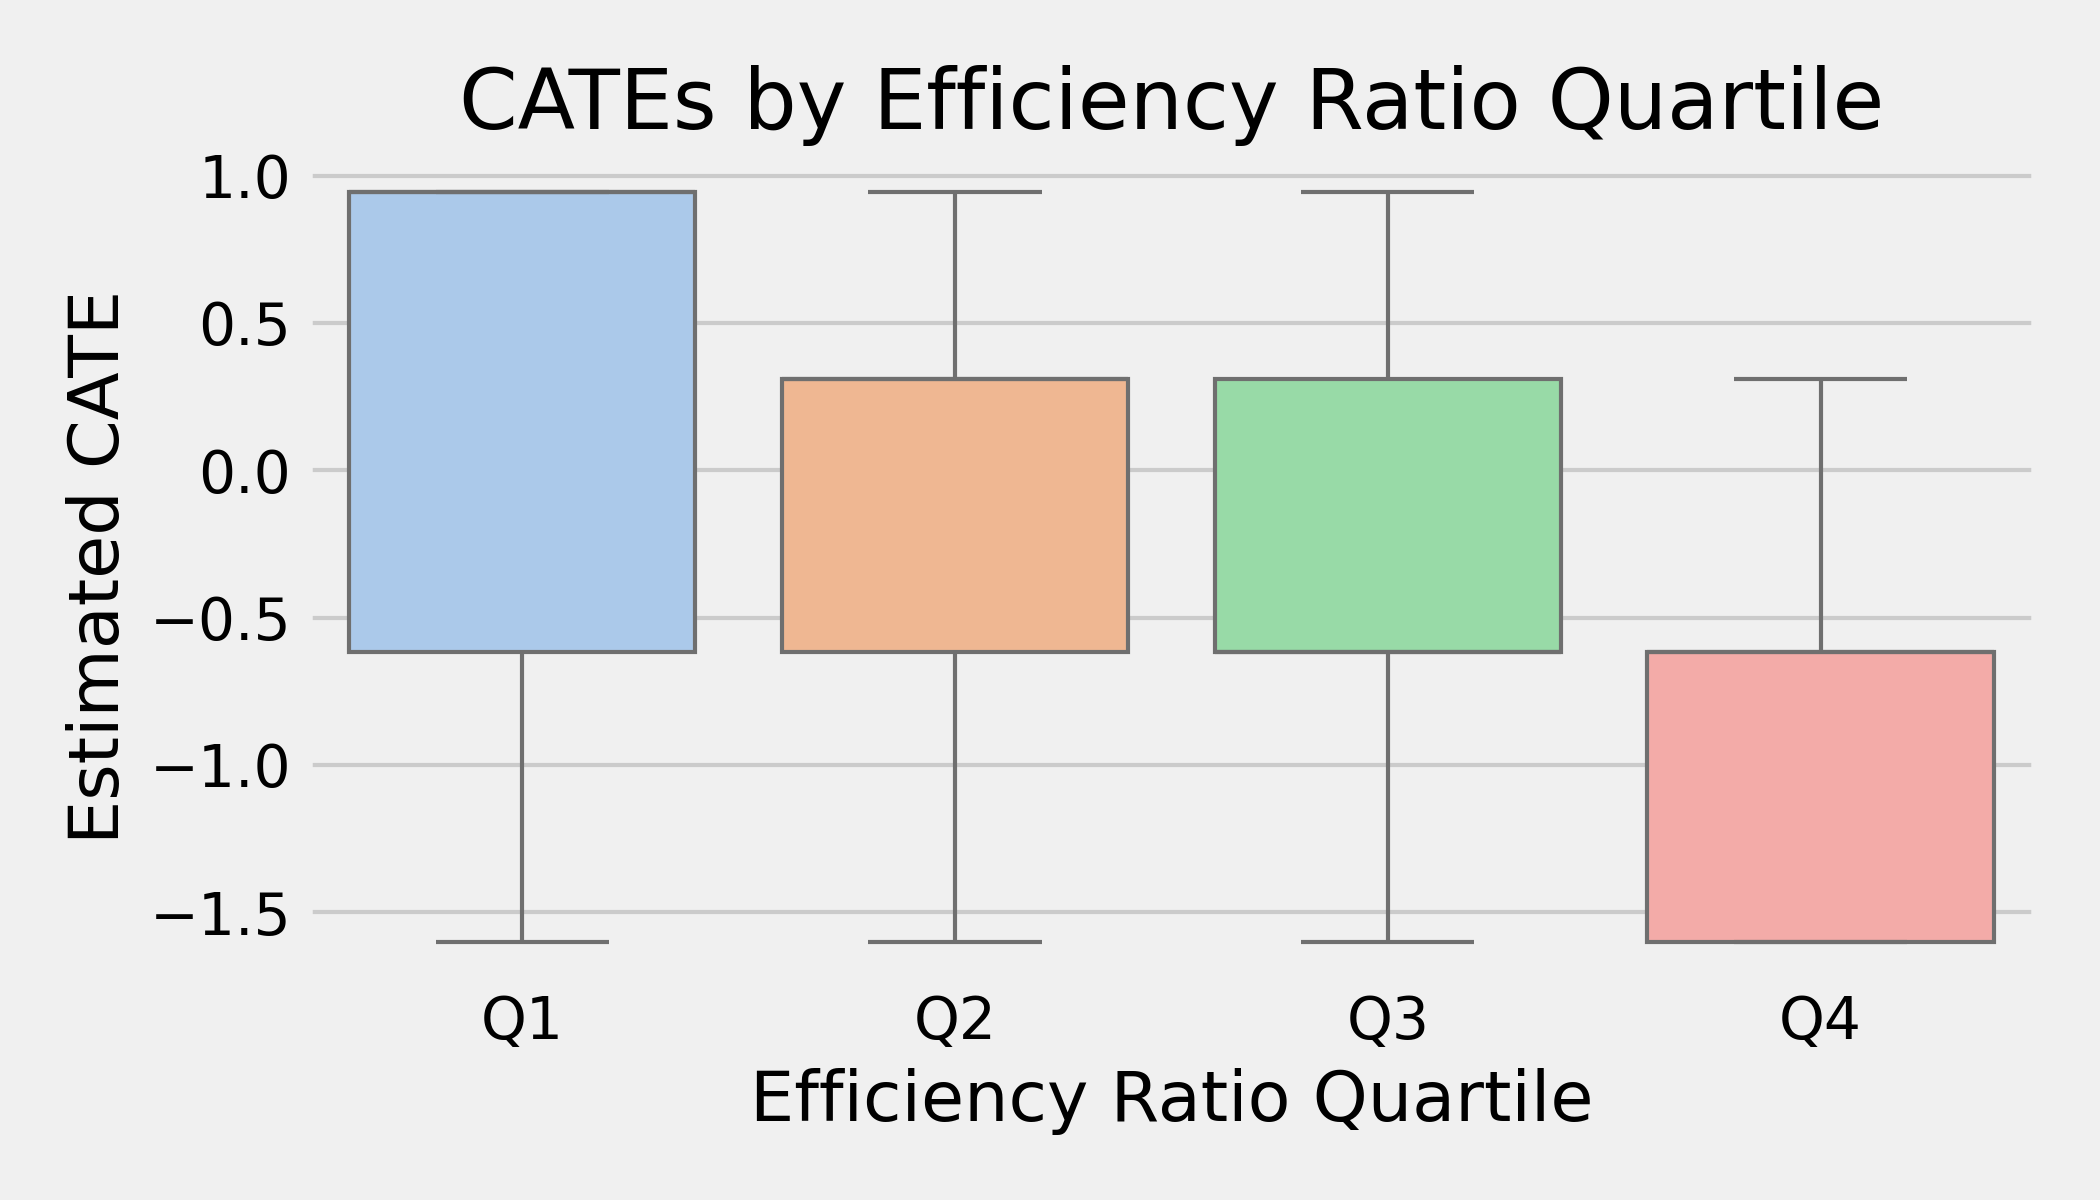 CATEs by Efficiency Ratio Quartile
Estimated CATE
1.0
0.5
0.0
−0.5
−1.0
−1.5
Q1 Q2 Q3 Q4
Efficiency Ratio Quartile